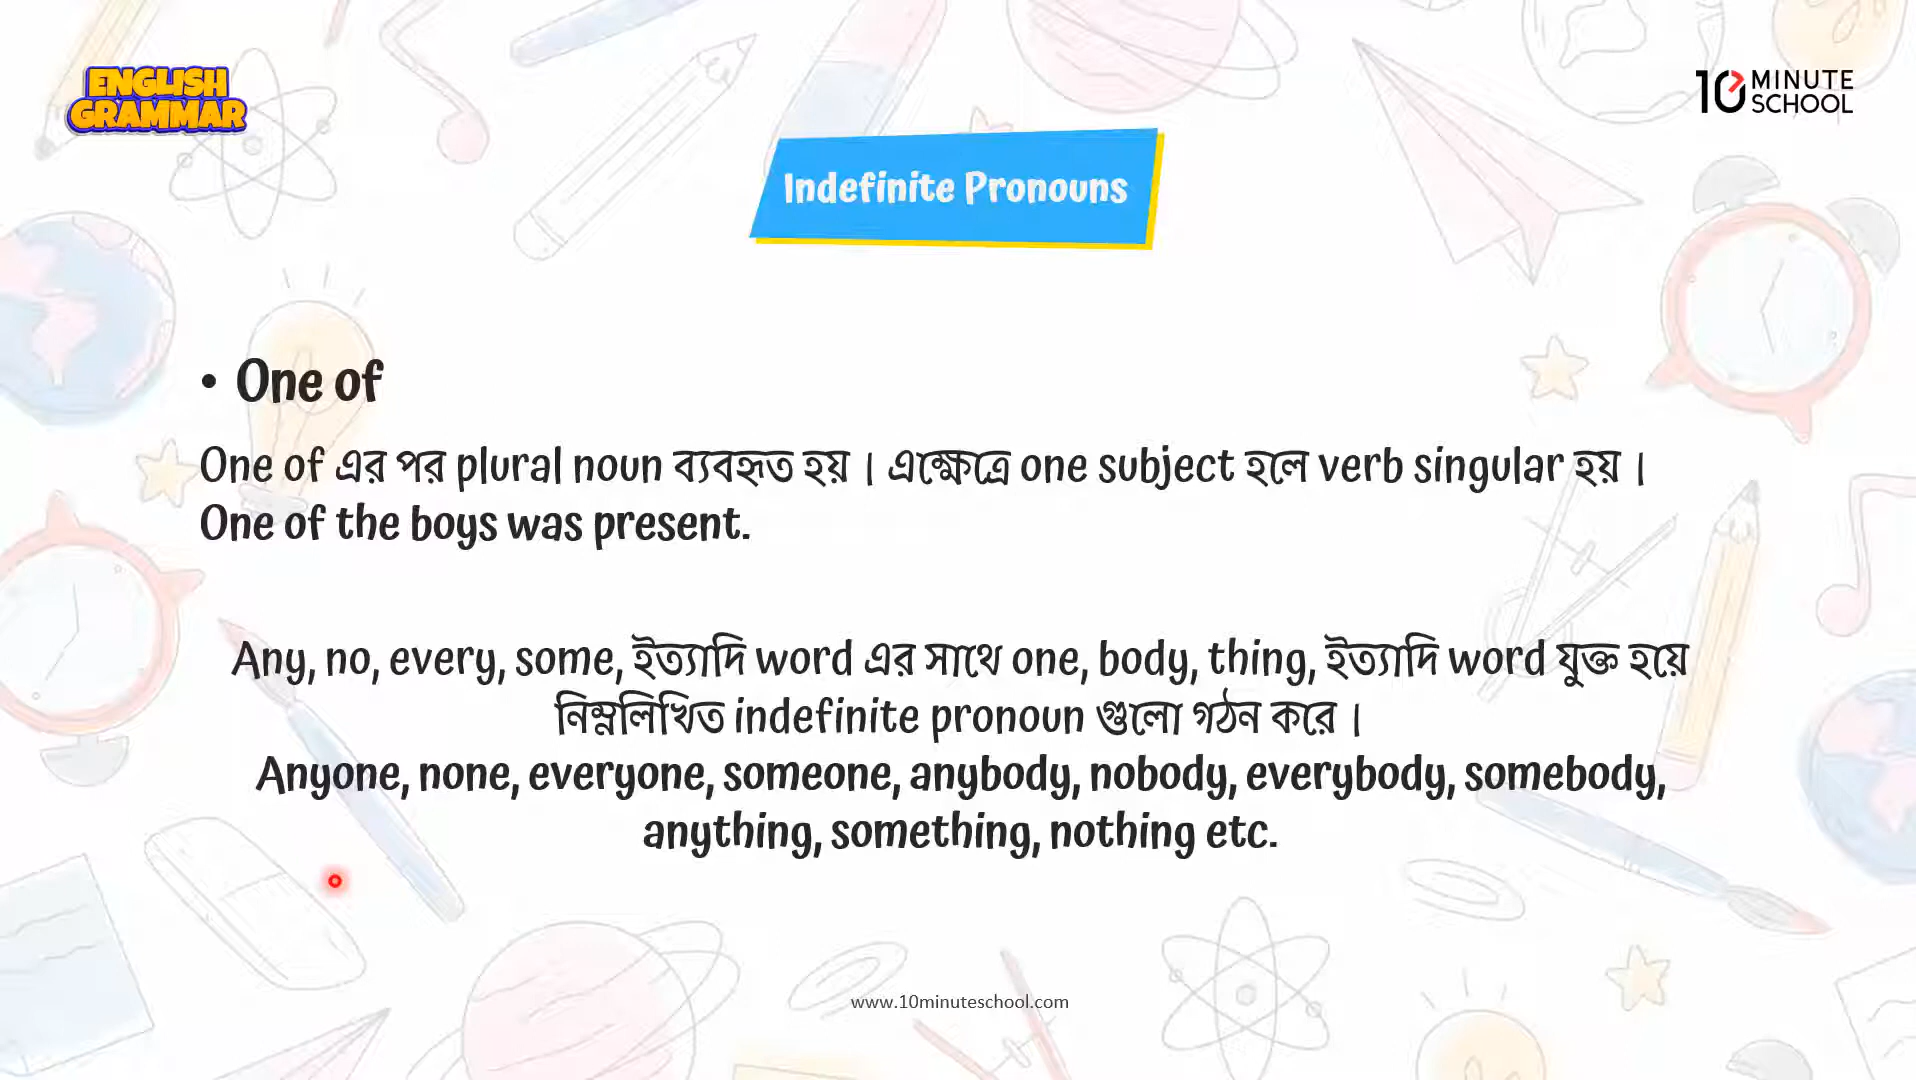 ENGLISH
GRAMMAR
10 MINUTE
SCHOOL
Indefinite Pronouns
• One of
One of এর পর plural noun ব্যবহৃত হয় । এক্ষেত্রে one subject হলে verb singular হয় ।
One of the boys was present.
Any, no, every, some, ইত্যাদি word এর সাথে one, body, thing, ইত্যাদি word যুক্ত হয়ে
নিম্নলিখিত indefinite pronoun গুলো গঠন করে ।
Anyone, none, everyone, someone, anybody, nobody, everybody, somebody,
anything, something, nothing etc.
www.10minuteschool.com